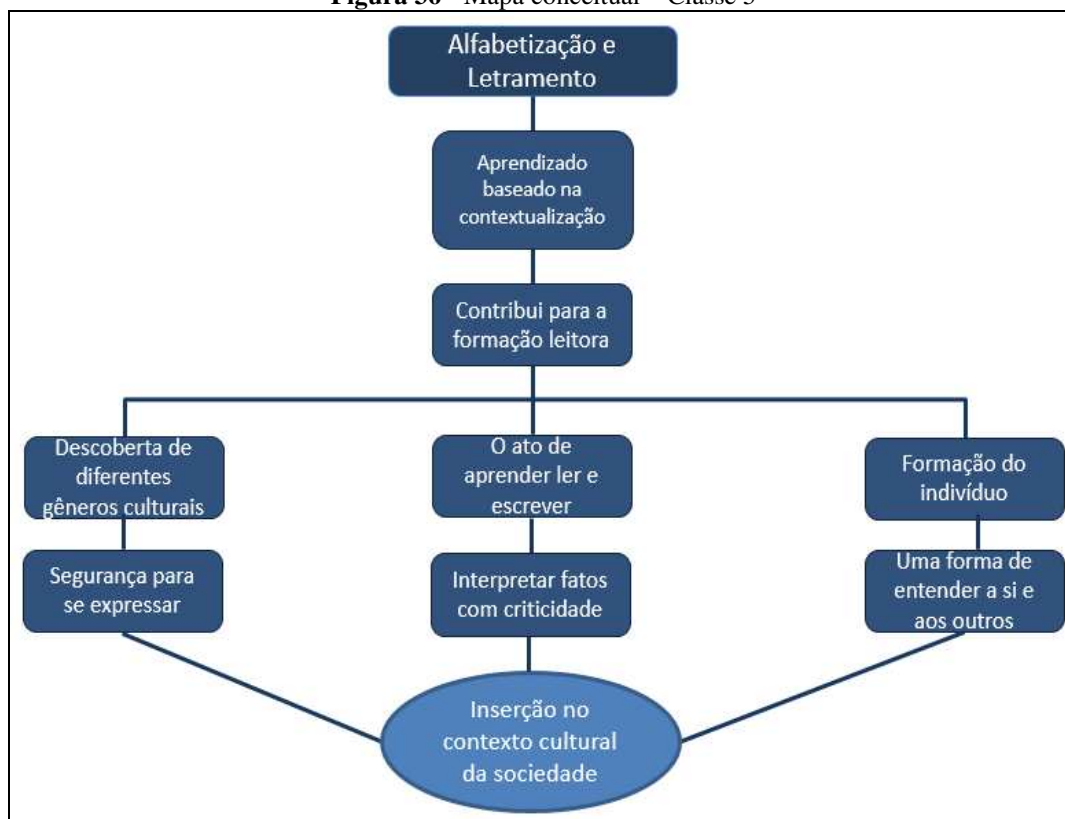 Figura 36 - Mapa conceitual – Classe 3
Alfabetização e
Letramento
Aprendizado
baseado na
contextualização
Contribui para a
formação leitora
Descoberta de
diferentes
gêneros culturais
O ato de
aprender ler e
escrever
Formação do
indivíduo
Segurança para
se expressar
Interpretar fatos
com criticidade
Uma forma de
entender a si e
aos outros
Inserção no
contexto cultural
da sociedade